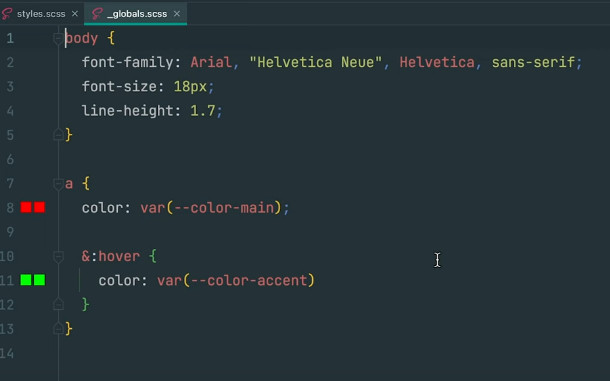 styles.scss _globals.scss
1 body {
2 font-family: Arial, "Helvetica Neue", Helvetica, sans-serif;
3 font-size: 18px;
4 line-height: 1.7;
5 }
6
7 a {
8 color: var(--color-main);
9
10 &:hover {
11 color: var(--color-accent)
12 }
13 }
14